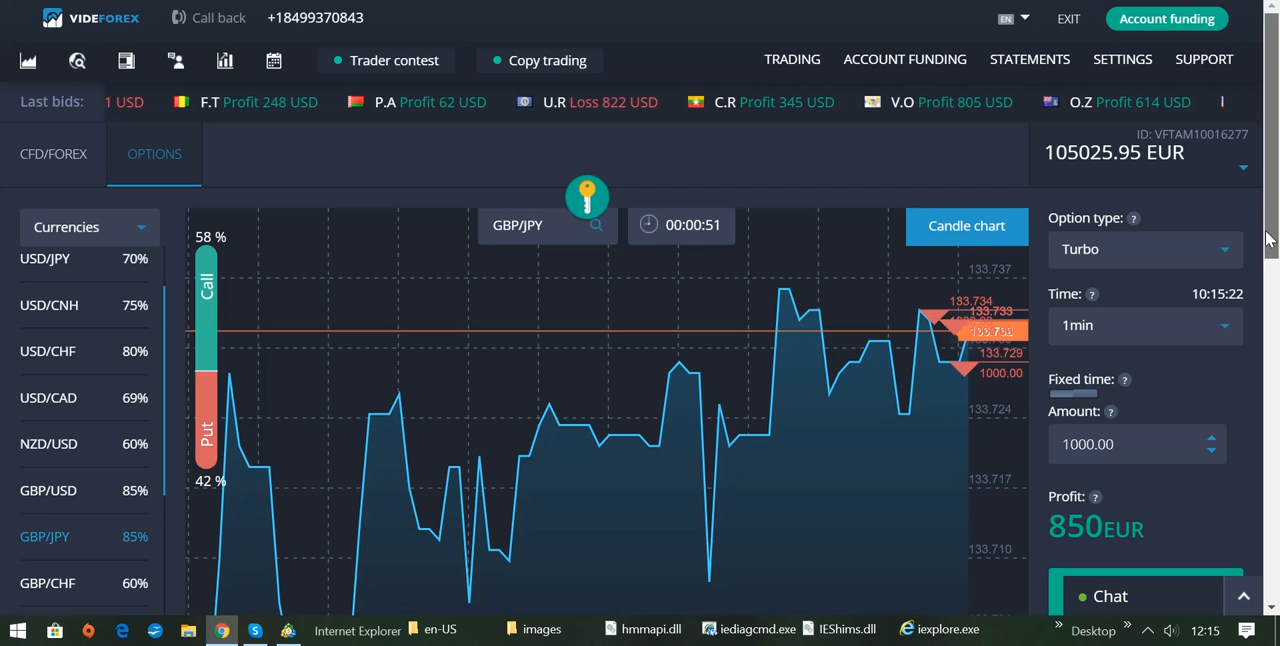 VIDEFOREX Call back +18499370843 EN EXIT Account funding
Trader contest Copy trading TRADING ACCOUNT FUNDING STATEMENTS SETTINGS SUPPORT
Last bids: 1 USD F.T Profit 248 USD P.A Profit 62 USD U.R Loss 822 USD C.R Profit 345 USD V.O Profit 805 USD O.Z Profit 614 USD
ID: VFTAM10016277
CFD/FOREX OPTIONS 105025.95 EUR
Currencies
58 %
GBP/JPY 00:00:51 Candle chart
Option type: ?
Turbo
USD/JPY 70%
USD/CNH 75%
USD/CHF 80%
USD/CAD 69%
NZD/USD 60%
GBP/USD 85%
GBP/JPY 85%
GBP/CHF 60%
Call
Put
42 %
133.737
133.734
133.733
133.729
1000.00
133.724
133.717
133.710
Time: ? 10:15:22
1min
Fixed time: ?
Amount: ?
1000.00
Profit: ?
850EUR
Chat
Internet Explorer en-US images hmmapi.dll iediagcmd.exe IEShims.dll iexplore.exe » Desktop » 12:15